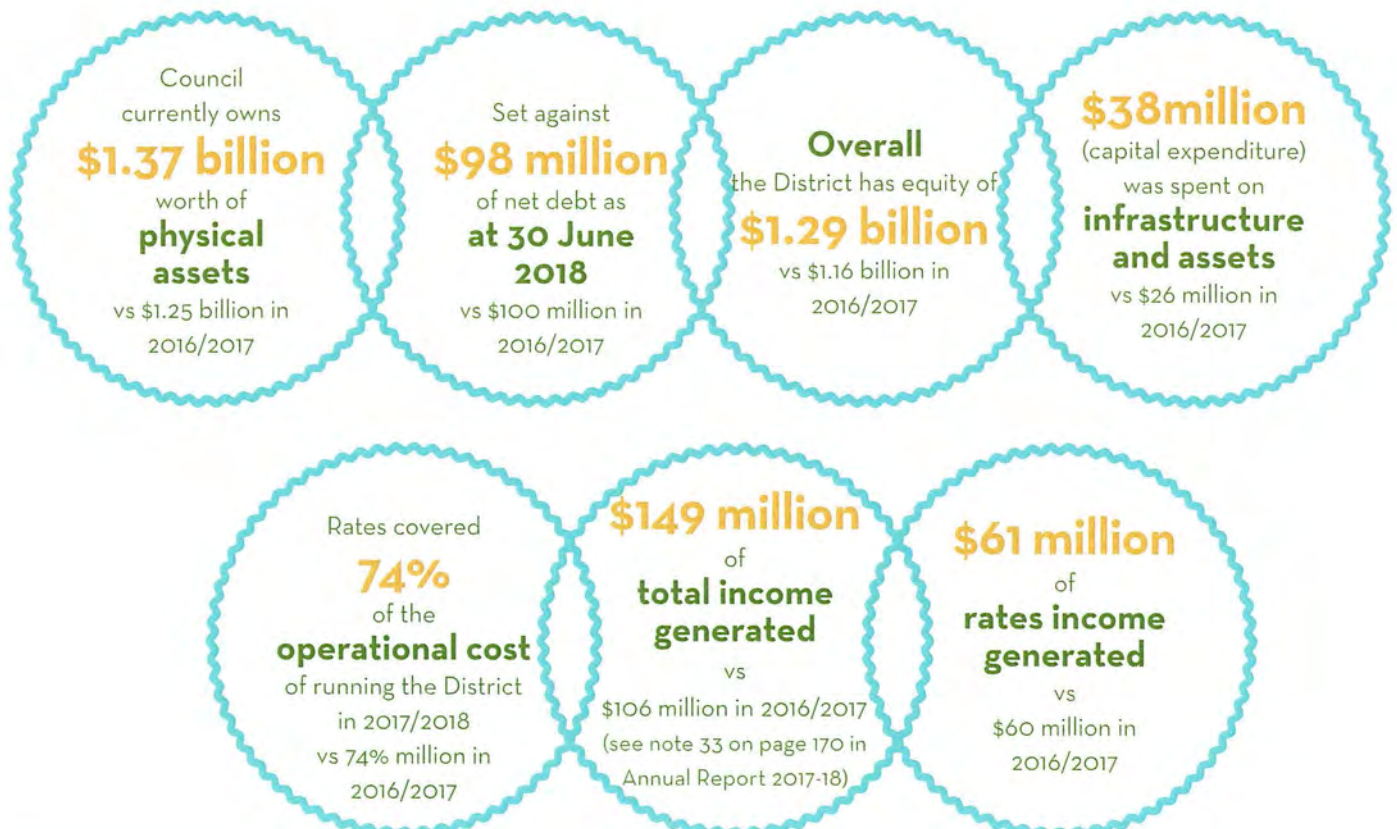 Council
currently owns
$1.37 billion
worth of
physical
assets
vs $1.25 billion in
2016/2017
Set against
$98 million
of net debt as
at 30 June
2018
vs $100 million in
2016/2017
Overall
the District has equity of
$1.29 billion
vs $1.16 billion in
2016/2017
$38million
(capital expenditure)
was spent on
infrastructure
and assets
vs $26 million in
2016/2017
Rates covered
74%
of the
operational cost
of running the District
in 2017/2018
vs 74% million in
2016/2017
$149 million
of
total income
generated
vs
$106 million in 2016/2017
(see note 33 on page 170 in
Annual Report 2017-18)
$61 million
of
rates income
generated
vs
$60 million in
2016/2017